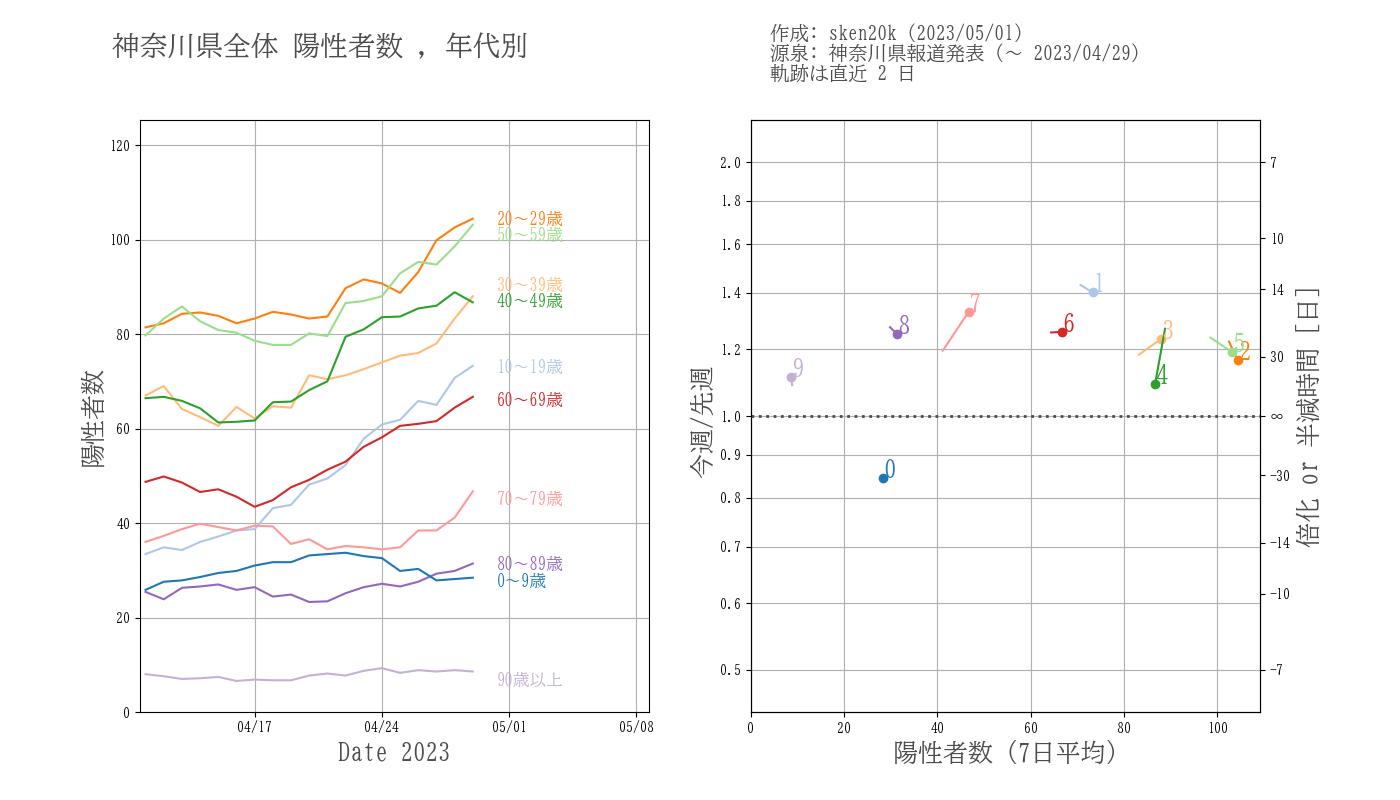 神奈川県全体 陽性者数 , 年代別
作成: sken20k (2023/05/01)
源泉: 神奈川県報道発表 (〜 2023/04/29)
軌跡は直近 2 日
陽性者数
120
100
80
60
40
20
0
04/17
04/24
05/01
05/08
Date 2023
20〜29歳
50〜59歳
30〜39歳
40〜49歳
10〜19歳
60〜69歳
70〜79歳
80〜89歳
0〜9歳
90歳以上
今週/先週
2.0
1.8
1.6
1.4
1.2
1.0
0.9
0.8
0.7
0.6
0.5
0
20
40
60
80
100
陽性者数 (7日平均)
1
7
8
6
3
5
2
9
4
0
7
10
14
30
∞
-30
-14
-10
-7
倍化 or 半減時間 [日]